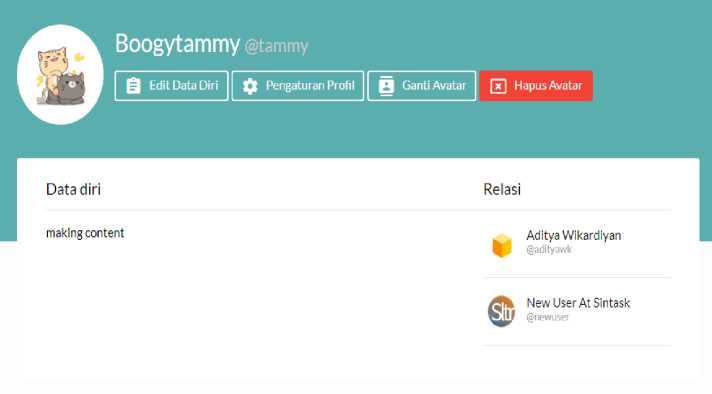 Boogytammy @tammy
Edit Data Diri
Pengaturan Profil
Ganti Avatar
Hapus Avatar
Data diri
making content
Relasi
Aditya Wikardiyan
@adityawk
Sltr
New User At Sintask
@newuser